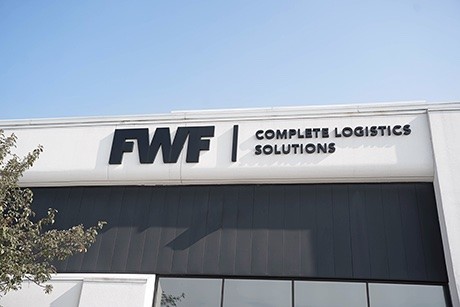 FWF | COMPLETE LOGISTICS
SOLUTIONS